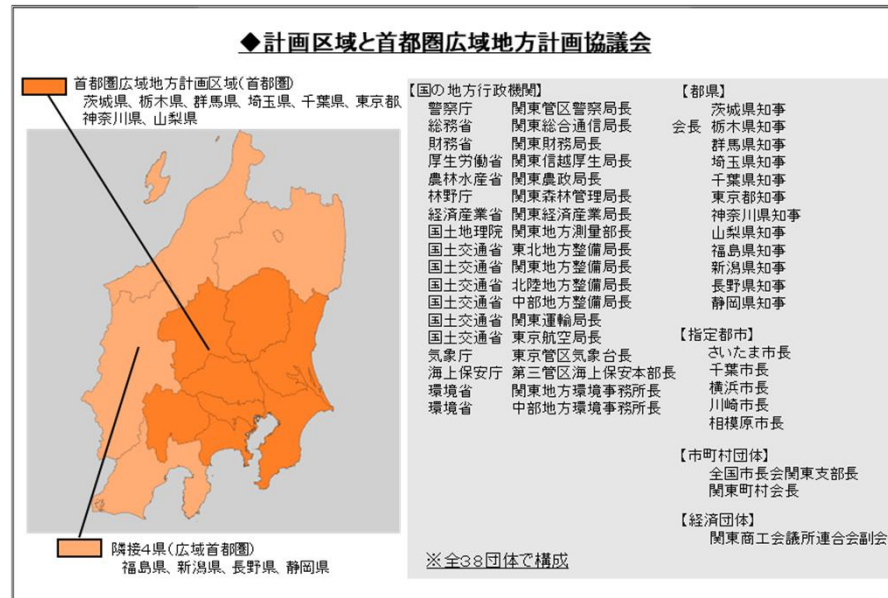 ◆計画区域と首都圏広域地方計画協議会
首都圏広域地方計画区域(首都圏)
茨城県、栃木県、群馬県、埼玉県、千葉県、東京都
神奈川県、山梨県
隣接4県(広域首都圏)
福島県、新潟県、長野県、静岡県
【国の地方行政機関】
警察庁 関東管区警察局長
総務省 関東総合通信局長
財務省 関東財務局長
厚生労働省 関東信越厚生局長
農林水産省 関東農政局長
林野庁 関東森林管理局長
経済産業省 関東経済産業局長
国土地理院 関東地方測量部長
国土交通省 東北地方整備局長
国土交通省 関東地方整備局長
国土交通省 北陸地方整備局長
国土交通省 中部地方整備局長
国土交通省 関東運輸局長
国土交通省 東京航空局長
気象庁 東京管区気象台長
海上保安庁 第三管区海上保安本部長
環境省 関東地方環境事務所長
環境省 中部地方環境事務所長
※全38団体で構成
【都県】
茨城県知事
会長 栃木県知事
群馬県知事
埼玉県知事
千葉県知事
東京都知事
神奈川県知事
山梨県知事
福島県知事
新潟県知事
長野県知事
静岡県知事
【指定都市】
さいたま市長
千葉市長
横浜市長
川崎市長
相模原市長
【市町村団体】
全国市長会関東支部長
関東町村会長
【経済団体】
関東商工会議所連合会副会